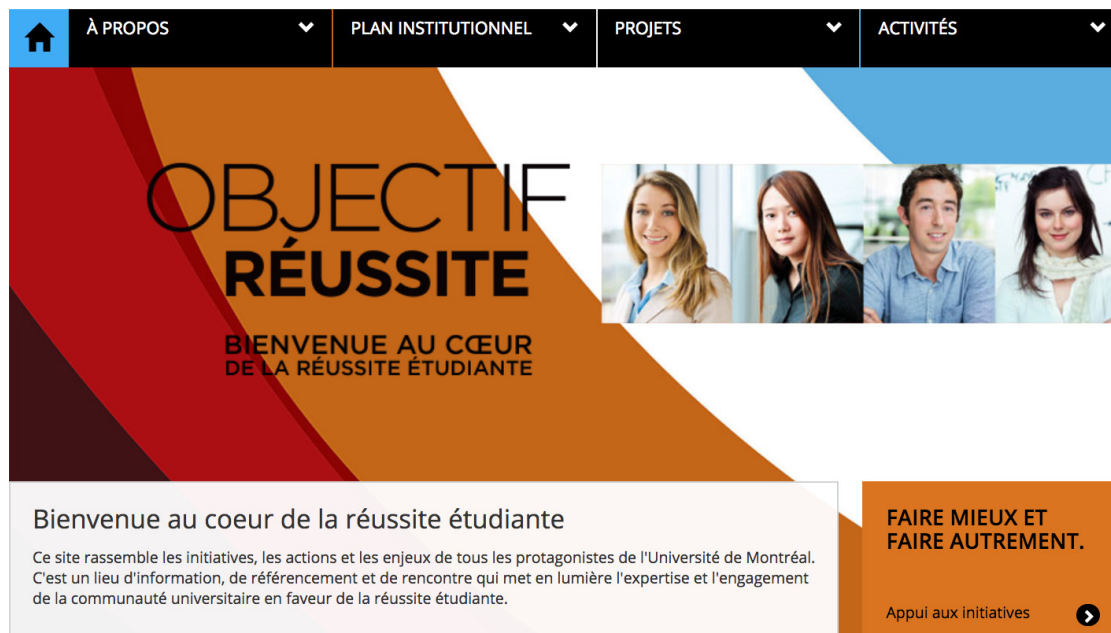 À PROPOS
PLAN INSTITUTIONNEL
PROJETS
ACTIVITÉS
OBJECTIF
RÉUSSITE
BIENVENUE AU CŒUR
DE LA RÉUSSITE ÉTUDIANTE
Bienvenue au coeur de la réussite étudiante
Ce site rassemble les initiatives, les actions et les enjeux de tous les protagonistes de l'Université de Montréal.
C'est un lieu d'information, de référencement et de rencontre qui met en lumière l'expertise et l'engagement
de la communauté universitaire en faveur de la réussite étudiante.
FAIRE MIEUX ET
FAIRE AUTREMENT.
Appui aux initiatives